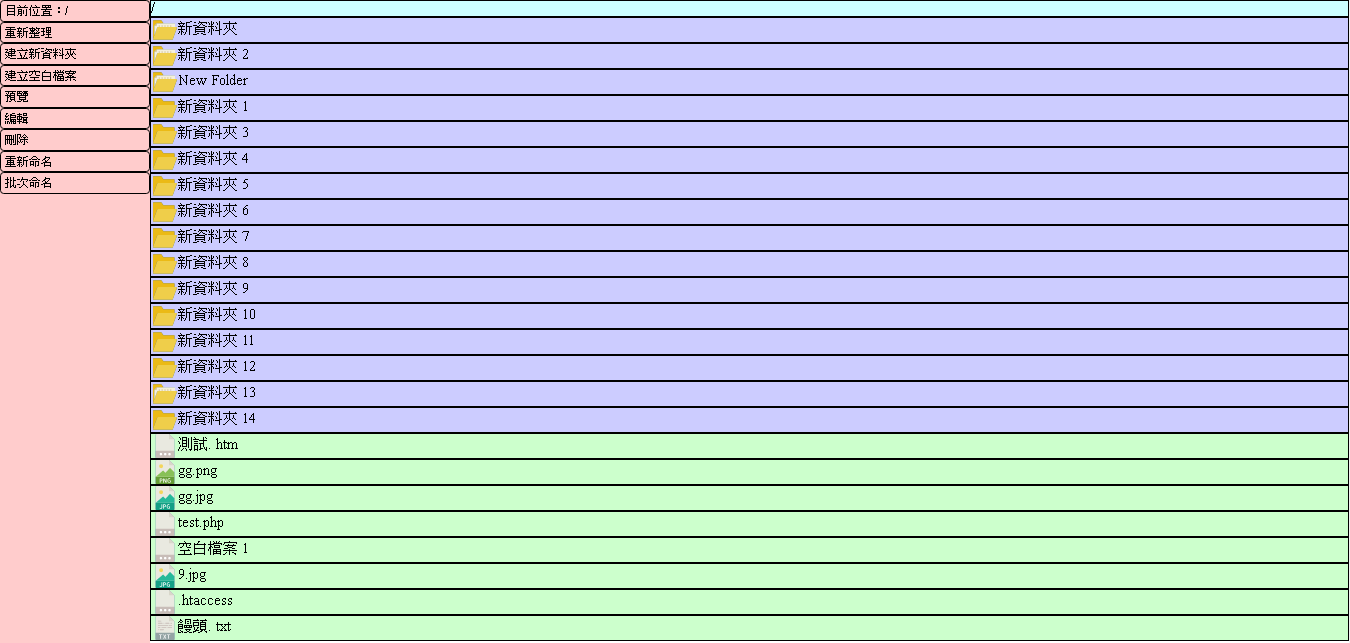 目前位置：/
重新整理
建立新資料夾
建立空白檔案
預覽
編輯
刪除
重新命名
批次命名
/
新資料夾
新資料夾 2
New Folder
新資料夾 1
新資料夾 3
新資料夾 4
新資料夾 5
新資料夾 6
新資料夾 7
新資料夾 8
新資料夾 9
新資料夾 10
新資料夾 11
新資料夾 12
新資料夾 13
新資料夾 14
測試. htm
PNG gg.png
JPG gg.jpg
test.php
空白檔案 1
JPG 9.jpg
.htaccess
TXT 饅頭. txt